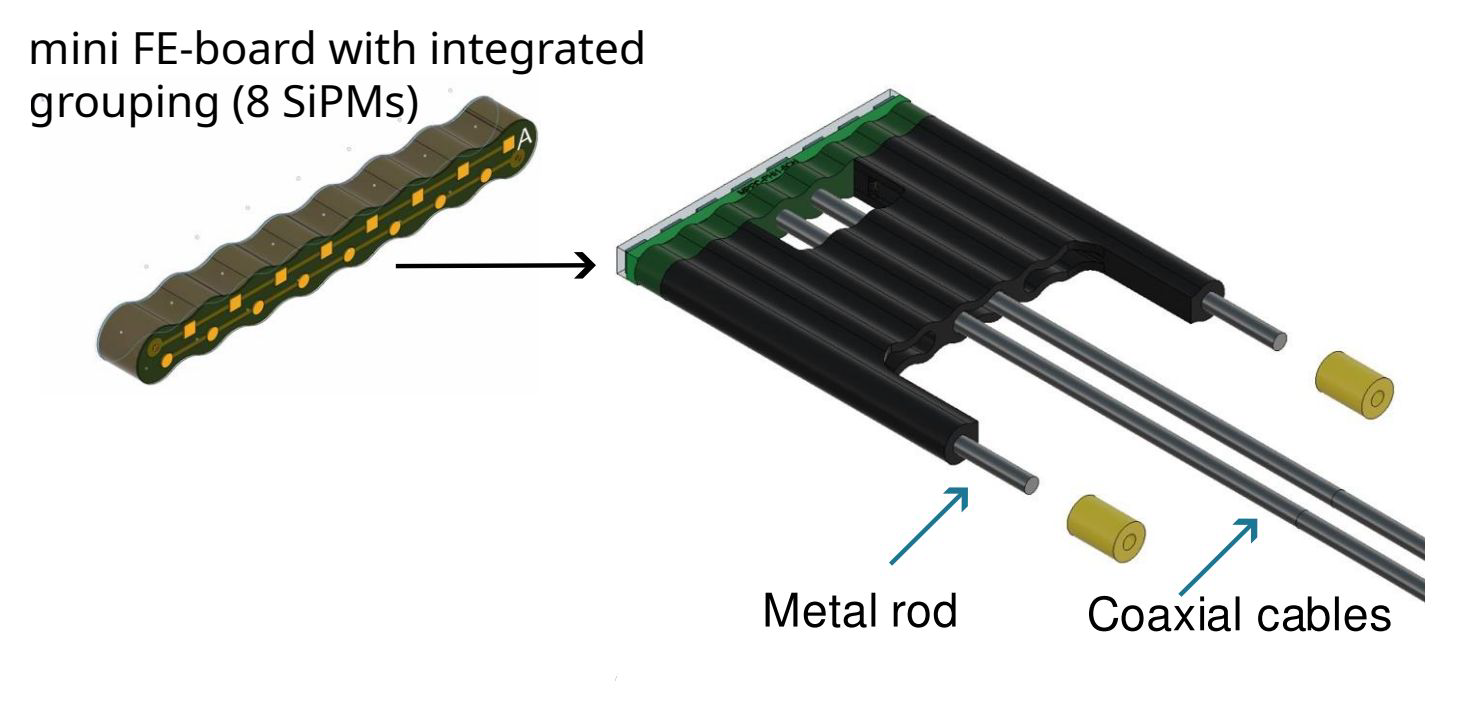 mini FE-board with integrated
grouping (8 SiPMs)
A
Metal rod
Coaxial cables